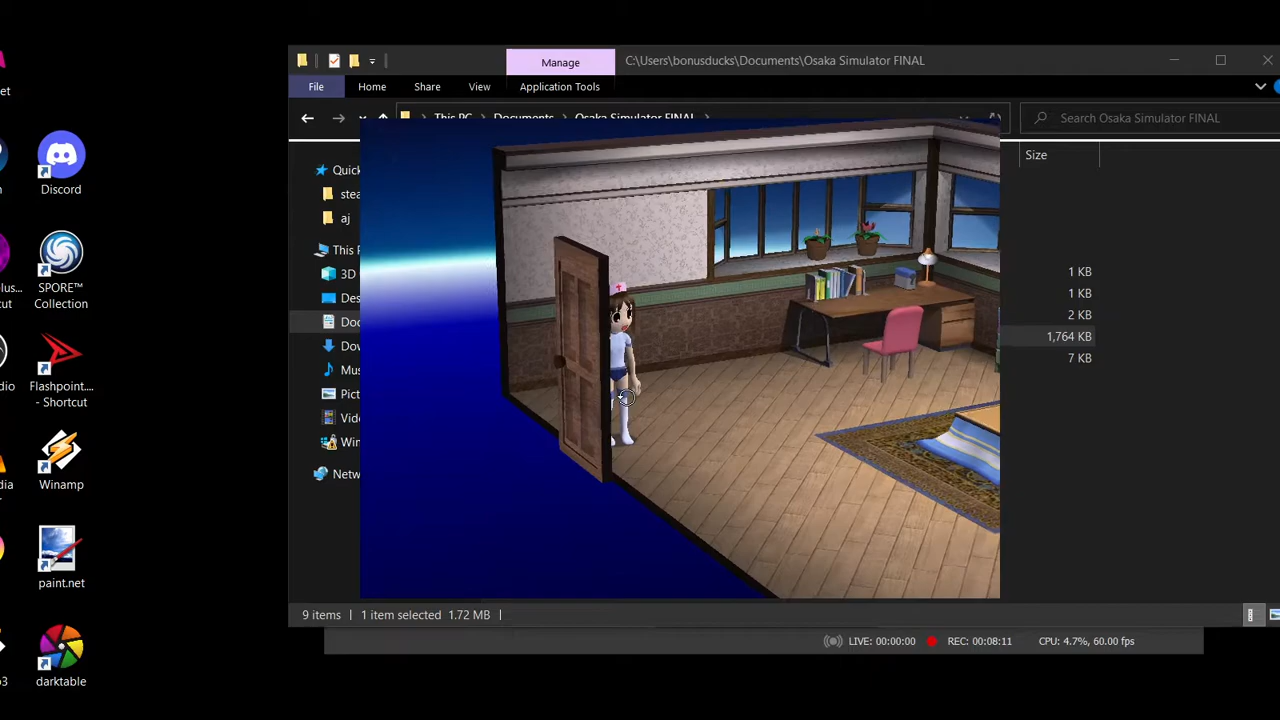 Manage
C:\Users\bonusducks\Documents\Osaka Simulator FINAL
File
Home
Share
View
Application Tools
This PC
Documents
Osaka Simulator FINAL
Search Osaka Simulator FINAL
Size
Quick
stea
aj
This P
3D
Des
Doc
Dow
Mus
Pict
Vide
Win
Netw
1 KB
1 KB
2 KB
1,764 KB
7 KB
9 items
1 item selected 1.72 MB
LIVE: 00:00:00
REC: 00:08:11
CPU: 4.7%, 60.00 fps
et
Discord
plus...
cut
SPORE™
Collection
dio
Flashpoint....
- Shortcut
Winamp
dia
paint.net
p3
darktable